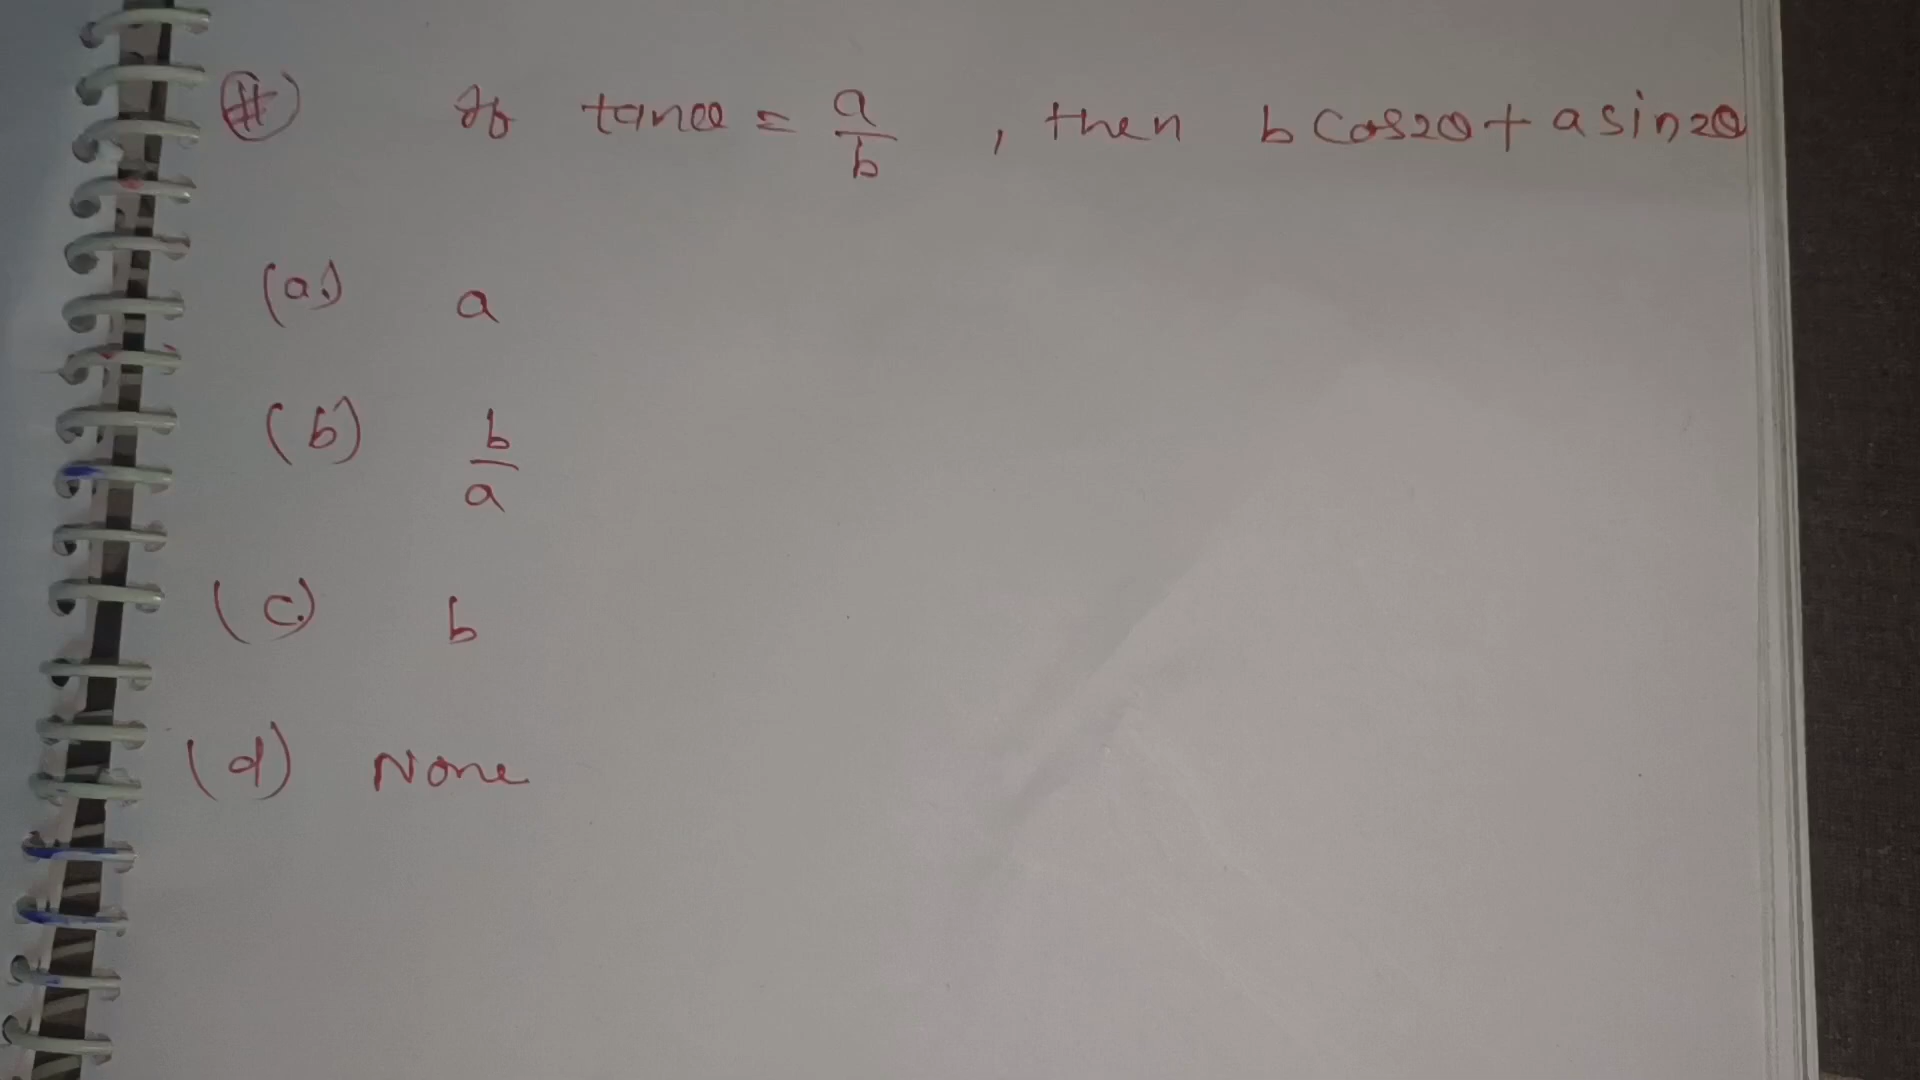 (#) If tanθ = a/b , then b cos2θ + a sin2θ
(a.) a
(b) b/a
(c.) b
(d) None